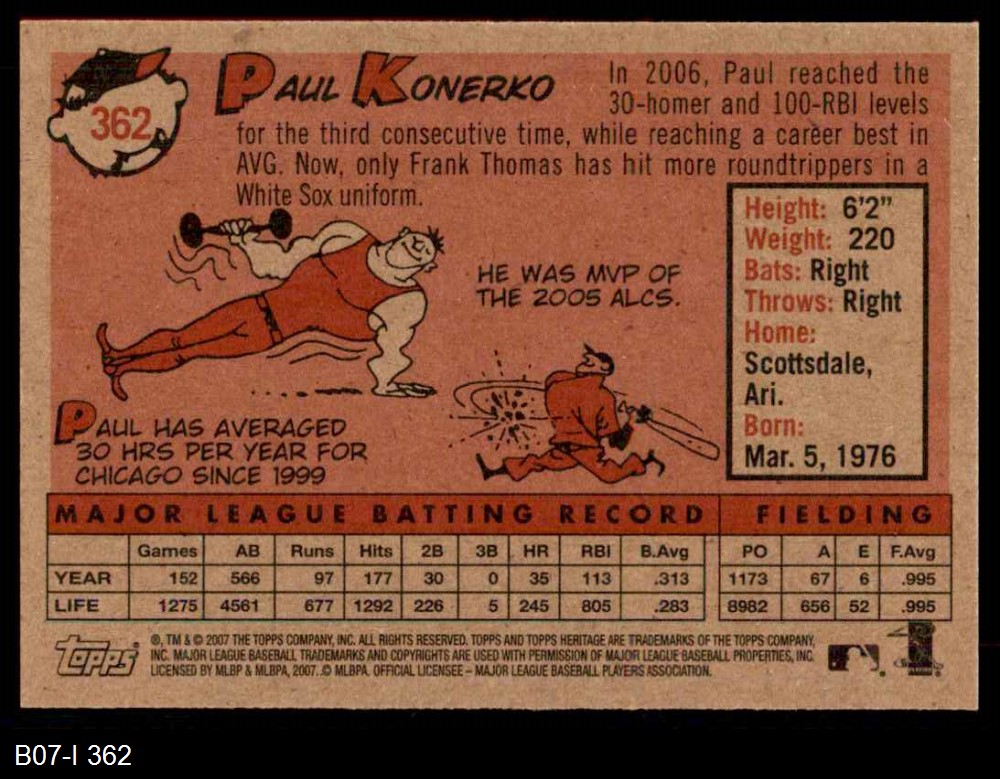 362
PAUL KONERKO
In 2006, Paul reached the
30-homer and 100-RBI levels
for the third consecutive time, while reaching a career best in
AVG. Now, only Frank Thomas has hit more roundtrippers in a
White Sox uniform.
HE WAS MVP OF
THE 2005 ALCS.
Height: 6'2"
Weight: 220
Bats: Right
Throws: Right
Home:
Scottsdale,
Ari.
Born:
Mar. 5, 1976
PAUL HAS AVERAGED
30 HRS PER YEAR FOR
CHICAGO SINCE 1999
MAJOR LEAGUE BATTING RECORD FIELDING
Games AB Runs Hits 2B 3B HR RBI B.Avg PO A E F.Avg
YEAR 152 566 97 177 30 0 35 113 .313 1173 67 6 .995
LIFE 1275 4561 677 1292 226 5 245 805 .283 8982 656 52 .995
Topps
®, TM & © 2007 THE TOPPS COMPANY, INC. ALL RIGHTS RESERVED. TOPPS AND TOPPS HERITAGE ARE TRADEMARKS OF THE TOPPS COMPANY,
INC. MAJOR LEAGUE BASEBALL TRADEMARKS AND COPYRIGHTS ARE USED WITH PERMISSION OF MAJOR LEAGUE BASEBALL PROPERTIES, INC.
LICENSED BY MLBP & MLBPA, 2007. © MLBPA. OFFICIAL LICENSEE – MAJOR LEAGUE BASEBALL PLAYERS ASSOCIATION.
B07-I 362